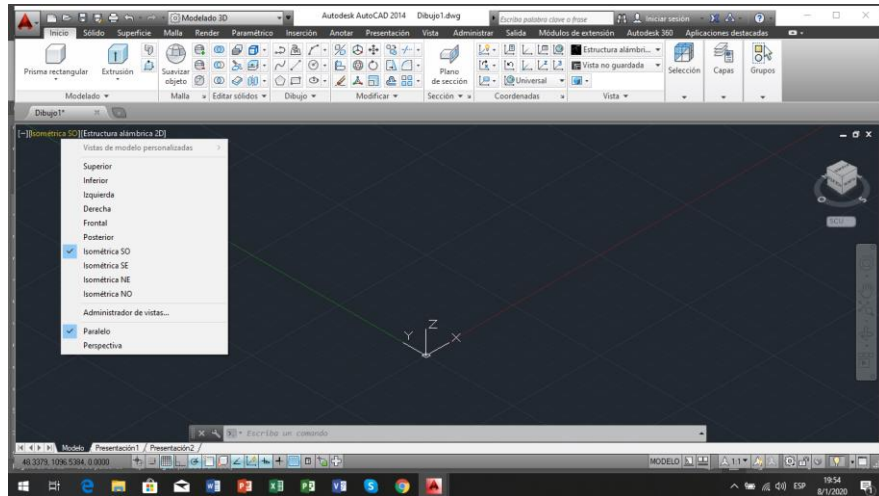 Modelado 3D
Autodesk AutoCAD 2014 Dibujo1.dwg
Escriba palabra clave o frase
Iniciar sesión
Inicio Sólido Superficie Malla Render Paramétrico Inserción Anotar Presentación Vista Administrar Salida Módulos de extensión Autodesk 360 Aplicaciones destacadas
Prisma rectangular
Extrusión
Suavizar objeto
Plano de sección
Estructura alámbri...
Vista no guardada
Universal
Selección
Capas
Grupos
Modelado Malla Editar sólidos Dibujo Modificar Sección Coordenadas Vista
Dibujo1*
[−][Isométrica SO][Estructura alámbrica 2D]
Vistas de modelo personalizadas
Superior
Inferior
Izquierda
Derecha
Frontal
Posterior
Isométrica SO
Isométrica SE
Isométrica NE
Isométrica NO
Administrador de vistas...
Paralelo
Perspectiva
SCU
Z
Y
X
Escriba un comando
Modelo Presentación1 Presentación2
48.3379, 1096.5384, 0.0000
MODELO
1:1
ESP
19:54
8/1/2020